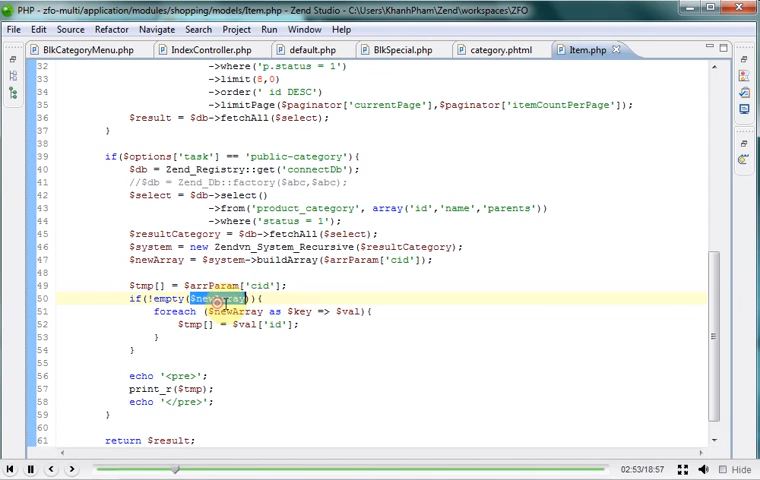 PHP - zfo-multi/application/modules/shopping/models/Item.php - Zend Studio - C:\Users\KhanhPham\Zend\workspaces\ZFO
File Edit Source Refactor Navigate Search Project Run Window Help
BlkCategoryMenu.php IndexController.php default.php BlkSpecial.php category.phtml Item.php
32 ->where('p.status = 1')
33 ->limit(8,0)
34 ->order(' id DESC')
35 ->limitPage($paginator['currentPage'],$paginator['itemCountPerPage']);
36 $result = $db->fetchAll($select);
37 }
38
39 if($options['task'] == 'public-category'){
40 $db = Zend_Registry::get('connectDb');
41 //$db = Zend_Db::factory($abc,$abc);
42 $select = $db->select()
43 ->from('product_category', array('id','name','parents'))
44 ->where('status = 1');
45 $resultCategory = $db->fetchAll($select);
46 $system = new Zendvn_System_Recursive($resultCategory);
47 $newArray = $system->buildArray($arrParam['cid']);
48
49 $tmp[] = $arrParam['cid'];
50 if(!empty($newArray)){
51 foreach ($newArray as $key => $val){
52 $tmp[] = $val['id'];
53 }
54 }
55
56 echo '<pre>';
57 print_r($tmp);
58 echo '</pre>';
59 }
60
61 return $result;
02:53/18:57 Hide